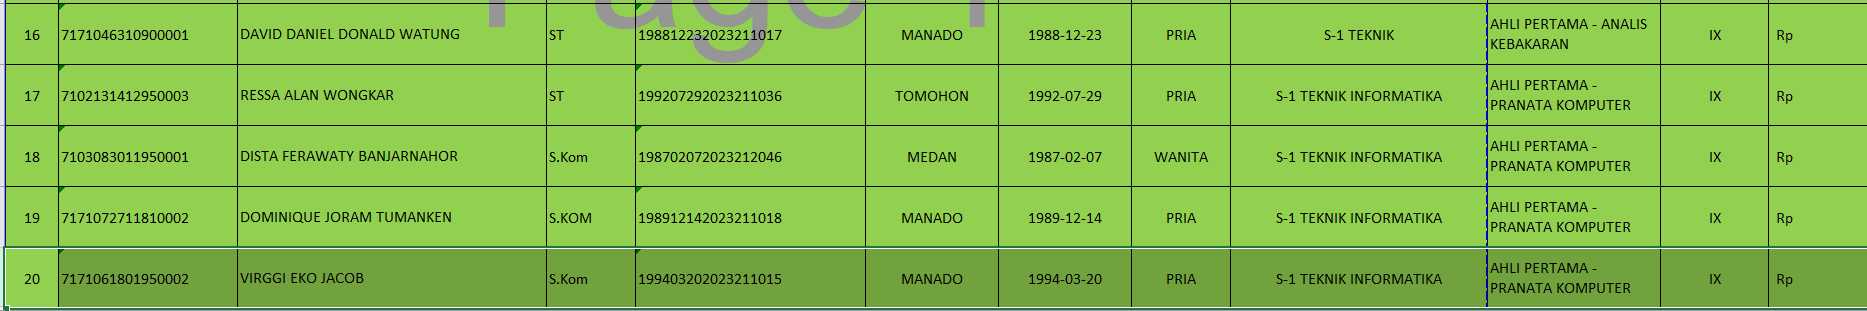 16 7171046310900001 DAVID DANIEL DONALD WATUNG ST 198812232023211017 MANADO 1988-12-23 PRIA S-1 TEKNIK AHLI PERTAMA - ANALIS KEBAKARAN IX Rp
17 7102131412950003 RESSA ALAN WONGKAR ST 199207292023211036 TOMOHON 1992-07-29 PRIA S-1 TEKNIK INFORMATIKA AHLI PERTAMA - PRANATA KOMPUTER IX Rp
18 7103083011950001 DISTA FERAWATY BANJARNAHOR S.Kom 198702072023212046 MEDAN 1987-02-07 WANITA S-1 TEKNIK INFORMATIKA AHLI PERTAMA - PRANATA KOMPUTER IX Rp
19 7171072711810002 DOMINIQUE JORAM TUMANKEN S.KOM 198912142023211018 MANADO 1989-12-14 PRIA S-1 TEKNIK INFORMATIKA AHLI PERTAMA - PRANATA KOMPUTER IX Rp
20 7171061801950002 VIRGGI EKO JACOB S.Kom 199403202023211015 MANADO 1994-03-20 PRIA S-1 TEKNIK INFORMATIKA AHLI PERTAMA - PRANATA KOMPUTER IX Rp